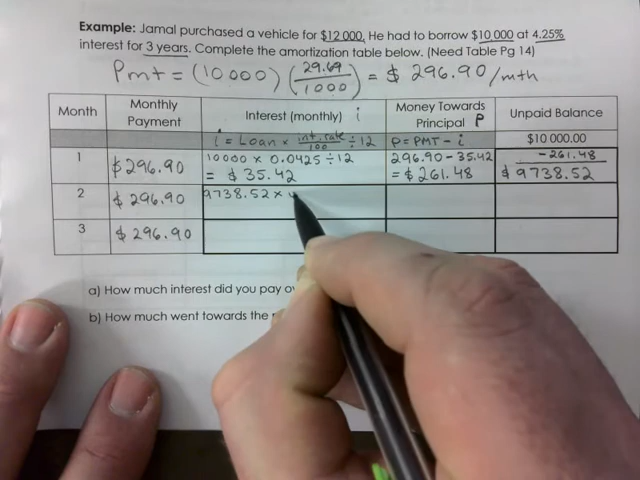 Example: Jamal purchased a vehicle for $12 000. He had to borrow $10 000 at 4.25%
interest for 3 years. Complete the amortization table below. (Need Table Pg 14)
Pmt = (10 000) (29.69/1000) = $ 296.90/mth
Month Monthly Payment Interest (monthly) i Money Towards Principal P Unpaid Balance
i = Loan × int. rate/100 ÷ 12 P = PMT - i $10 000.00
1 $296.90 10000 × 0.0425 ÷ 12 296.90 - 35.42 - 261.48
= $ 35.42 = $ 261.48 $ 9738.52
2 $ 296.90 9738.52 ×
3 $ 296.90
a) How much interest did you pay
b) How much went towards the